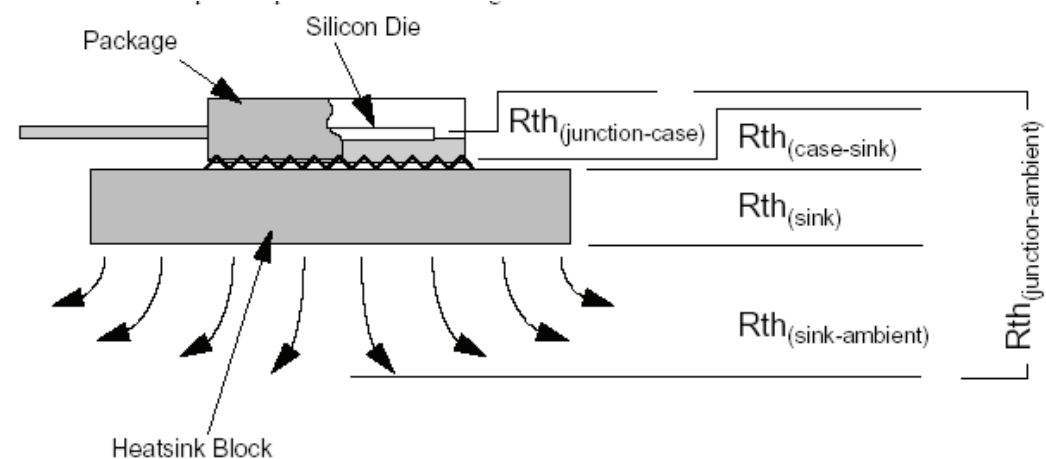 Silicon Die
Package
Rth(junction-case)
Rth(case-sink)
Rth(sink)
Rth(sink-ambient)
Rth(junction-ambient)
Heatsink Block